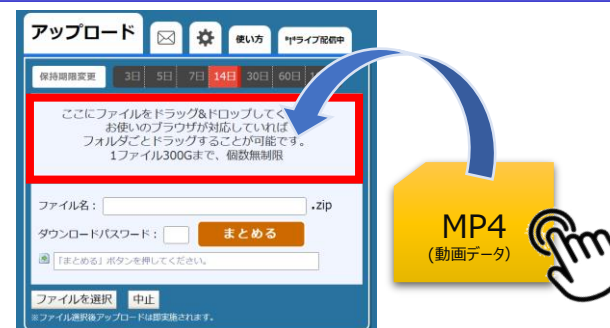 アップロード
使い方
ライブ配信中
保持期限変更 3日 5日 7日 14日 30日 60日
ここにファイルをドラッグ&ドロップして
お使いのブラウザが対応していれば
フォルダごとドラッグすることが可能です。
1ファイル300Gまで、個数無制限
ファイル名: .zip
ダウンロードパスワード: まとめる
「まとめる」ボタンを押してください。
ファイルを選択 中止
※ファイル選択後アップロードは即実施されます。
MP4
(動画データ)